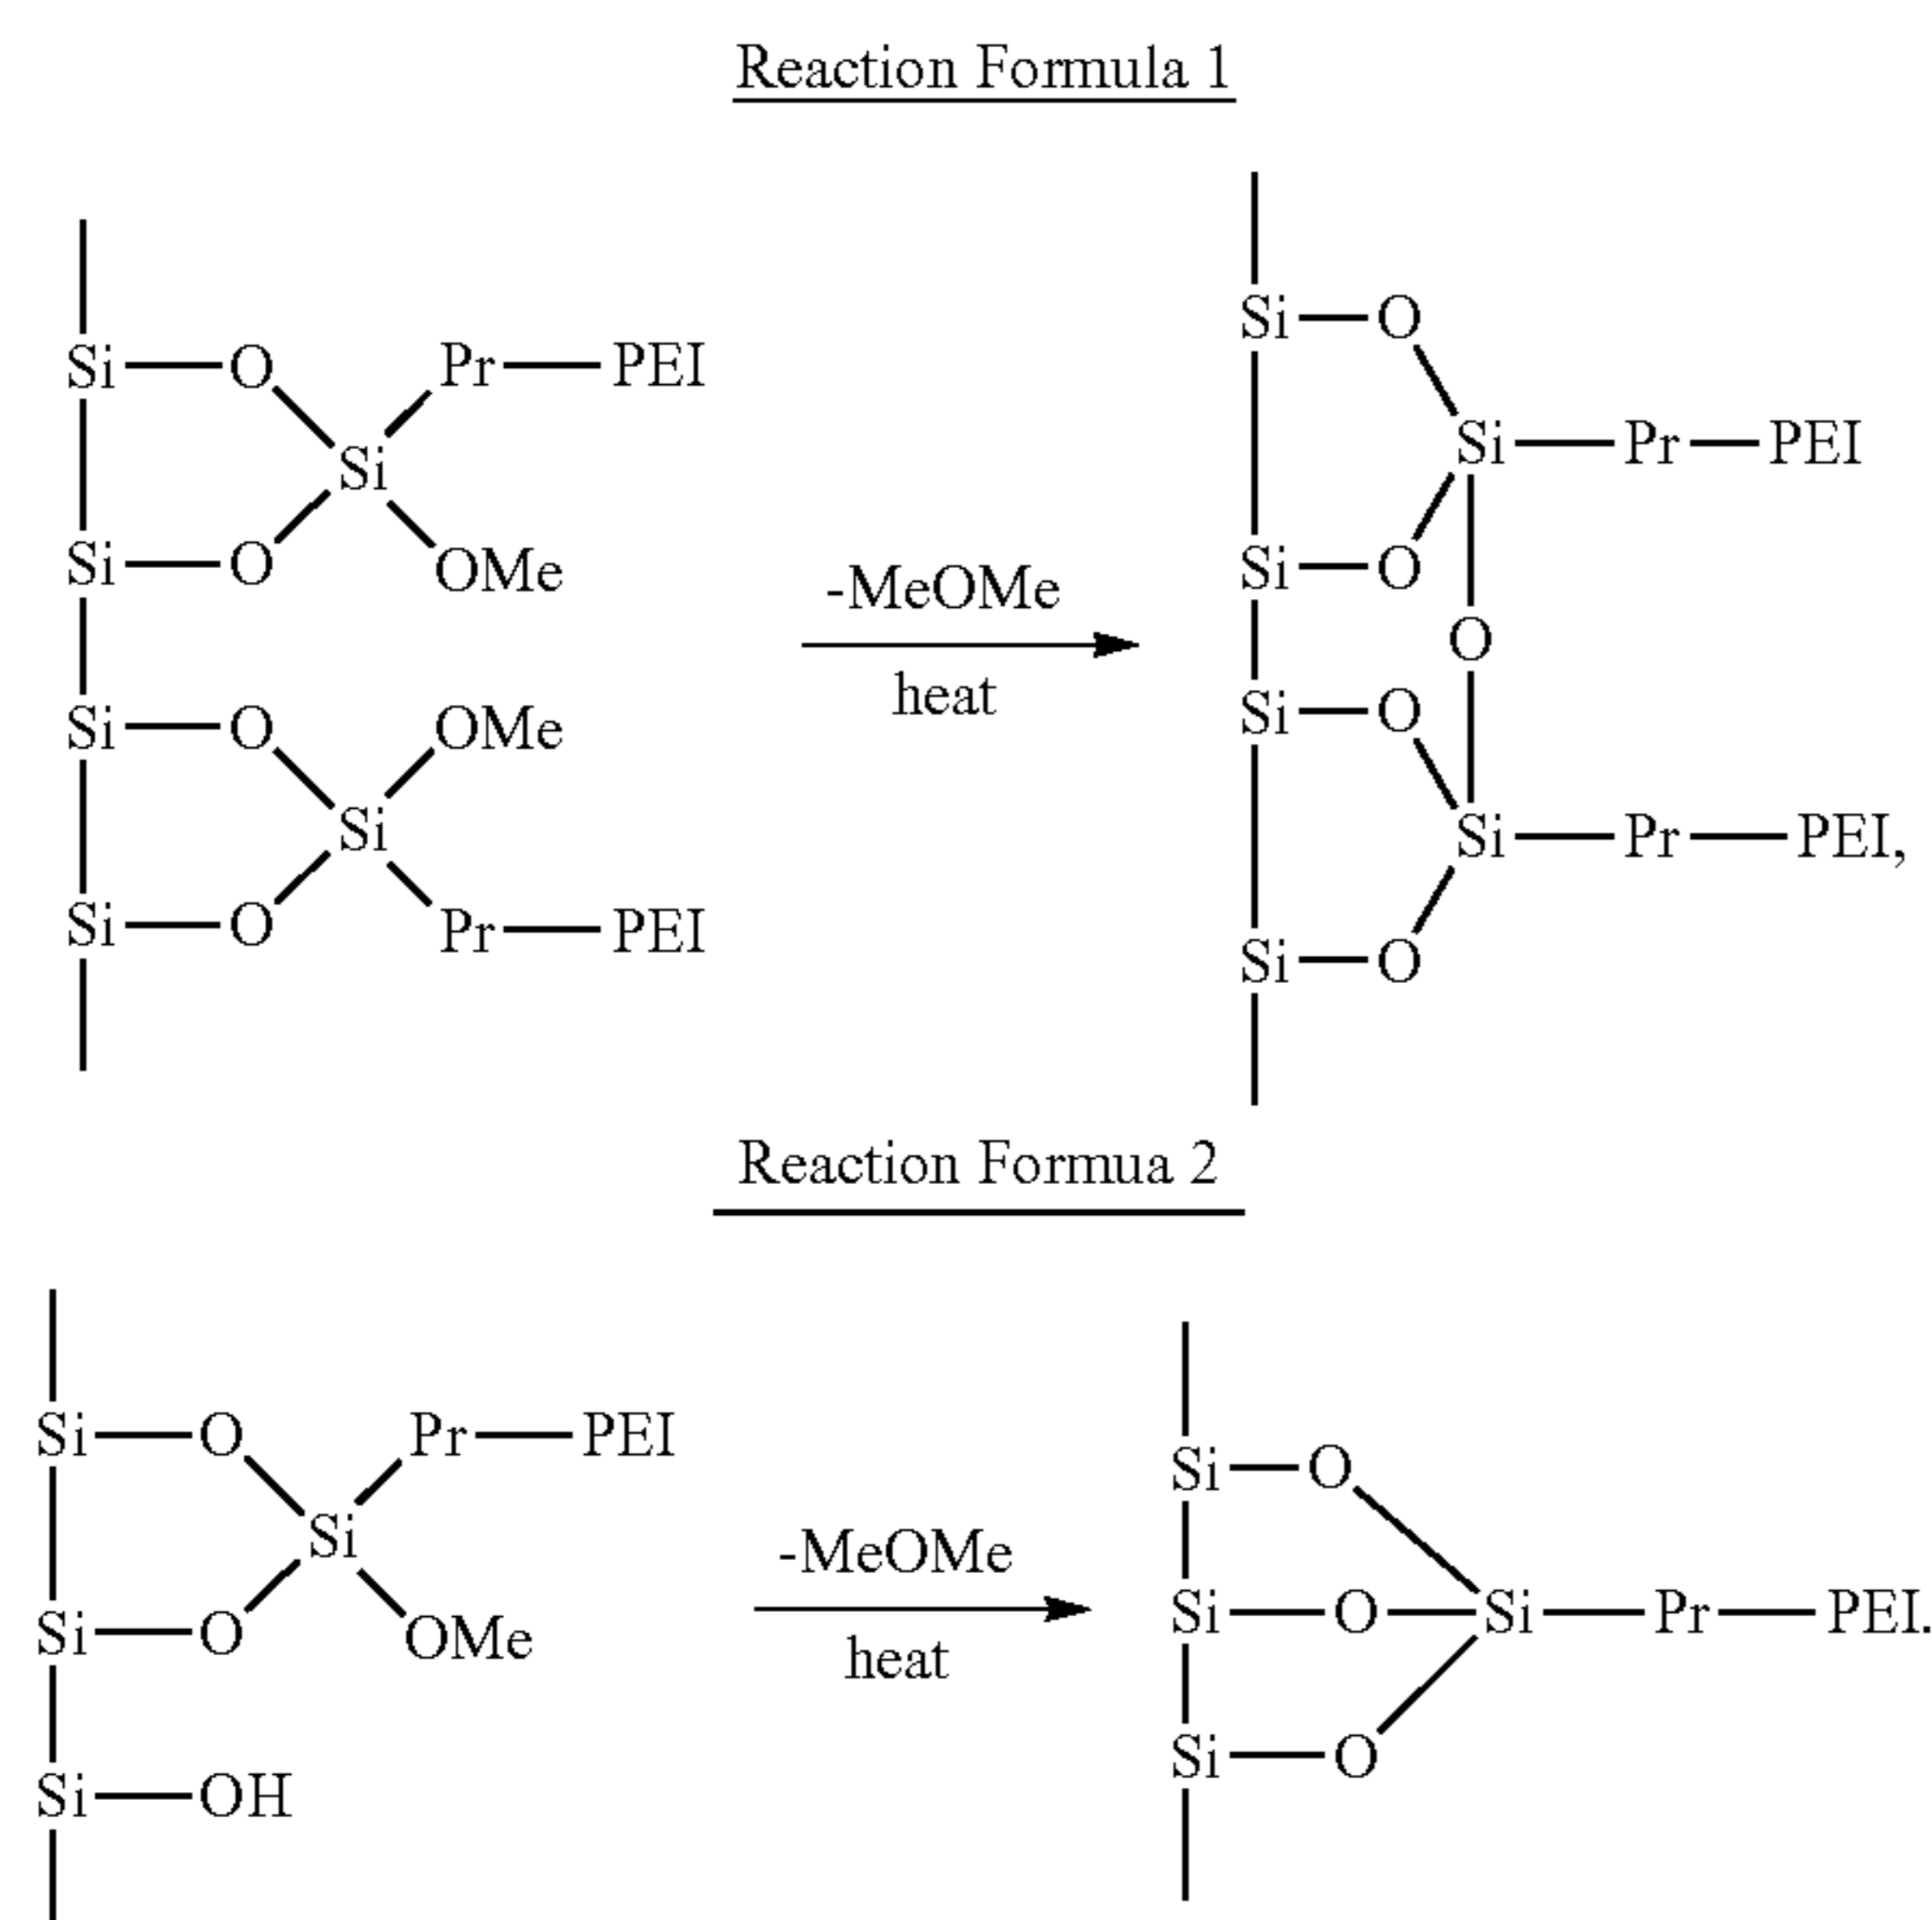 Reaction Formula 1
Si O Pr PEI
Si
Si O OMe
Si O OMe
Si
Si O Pr PEI
-MeOMe
heat
Si O
Si Pr PEI
Si O
O
Si O
Si Pr PEI,
Si O
Reaction Formua 2
Si O Pr PEI
Si
Si O OMe
Si OH
-MeOMe
heat
Si O
Si O Si Pr PEI.
Si O